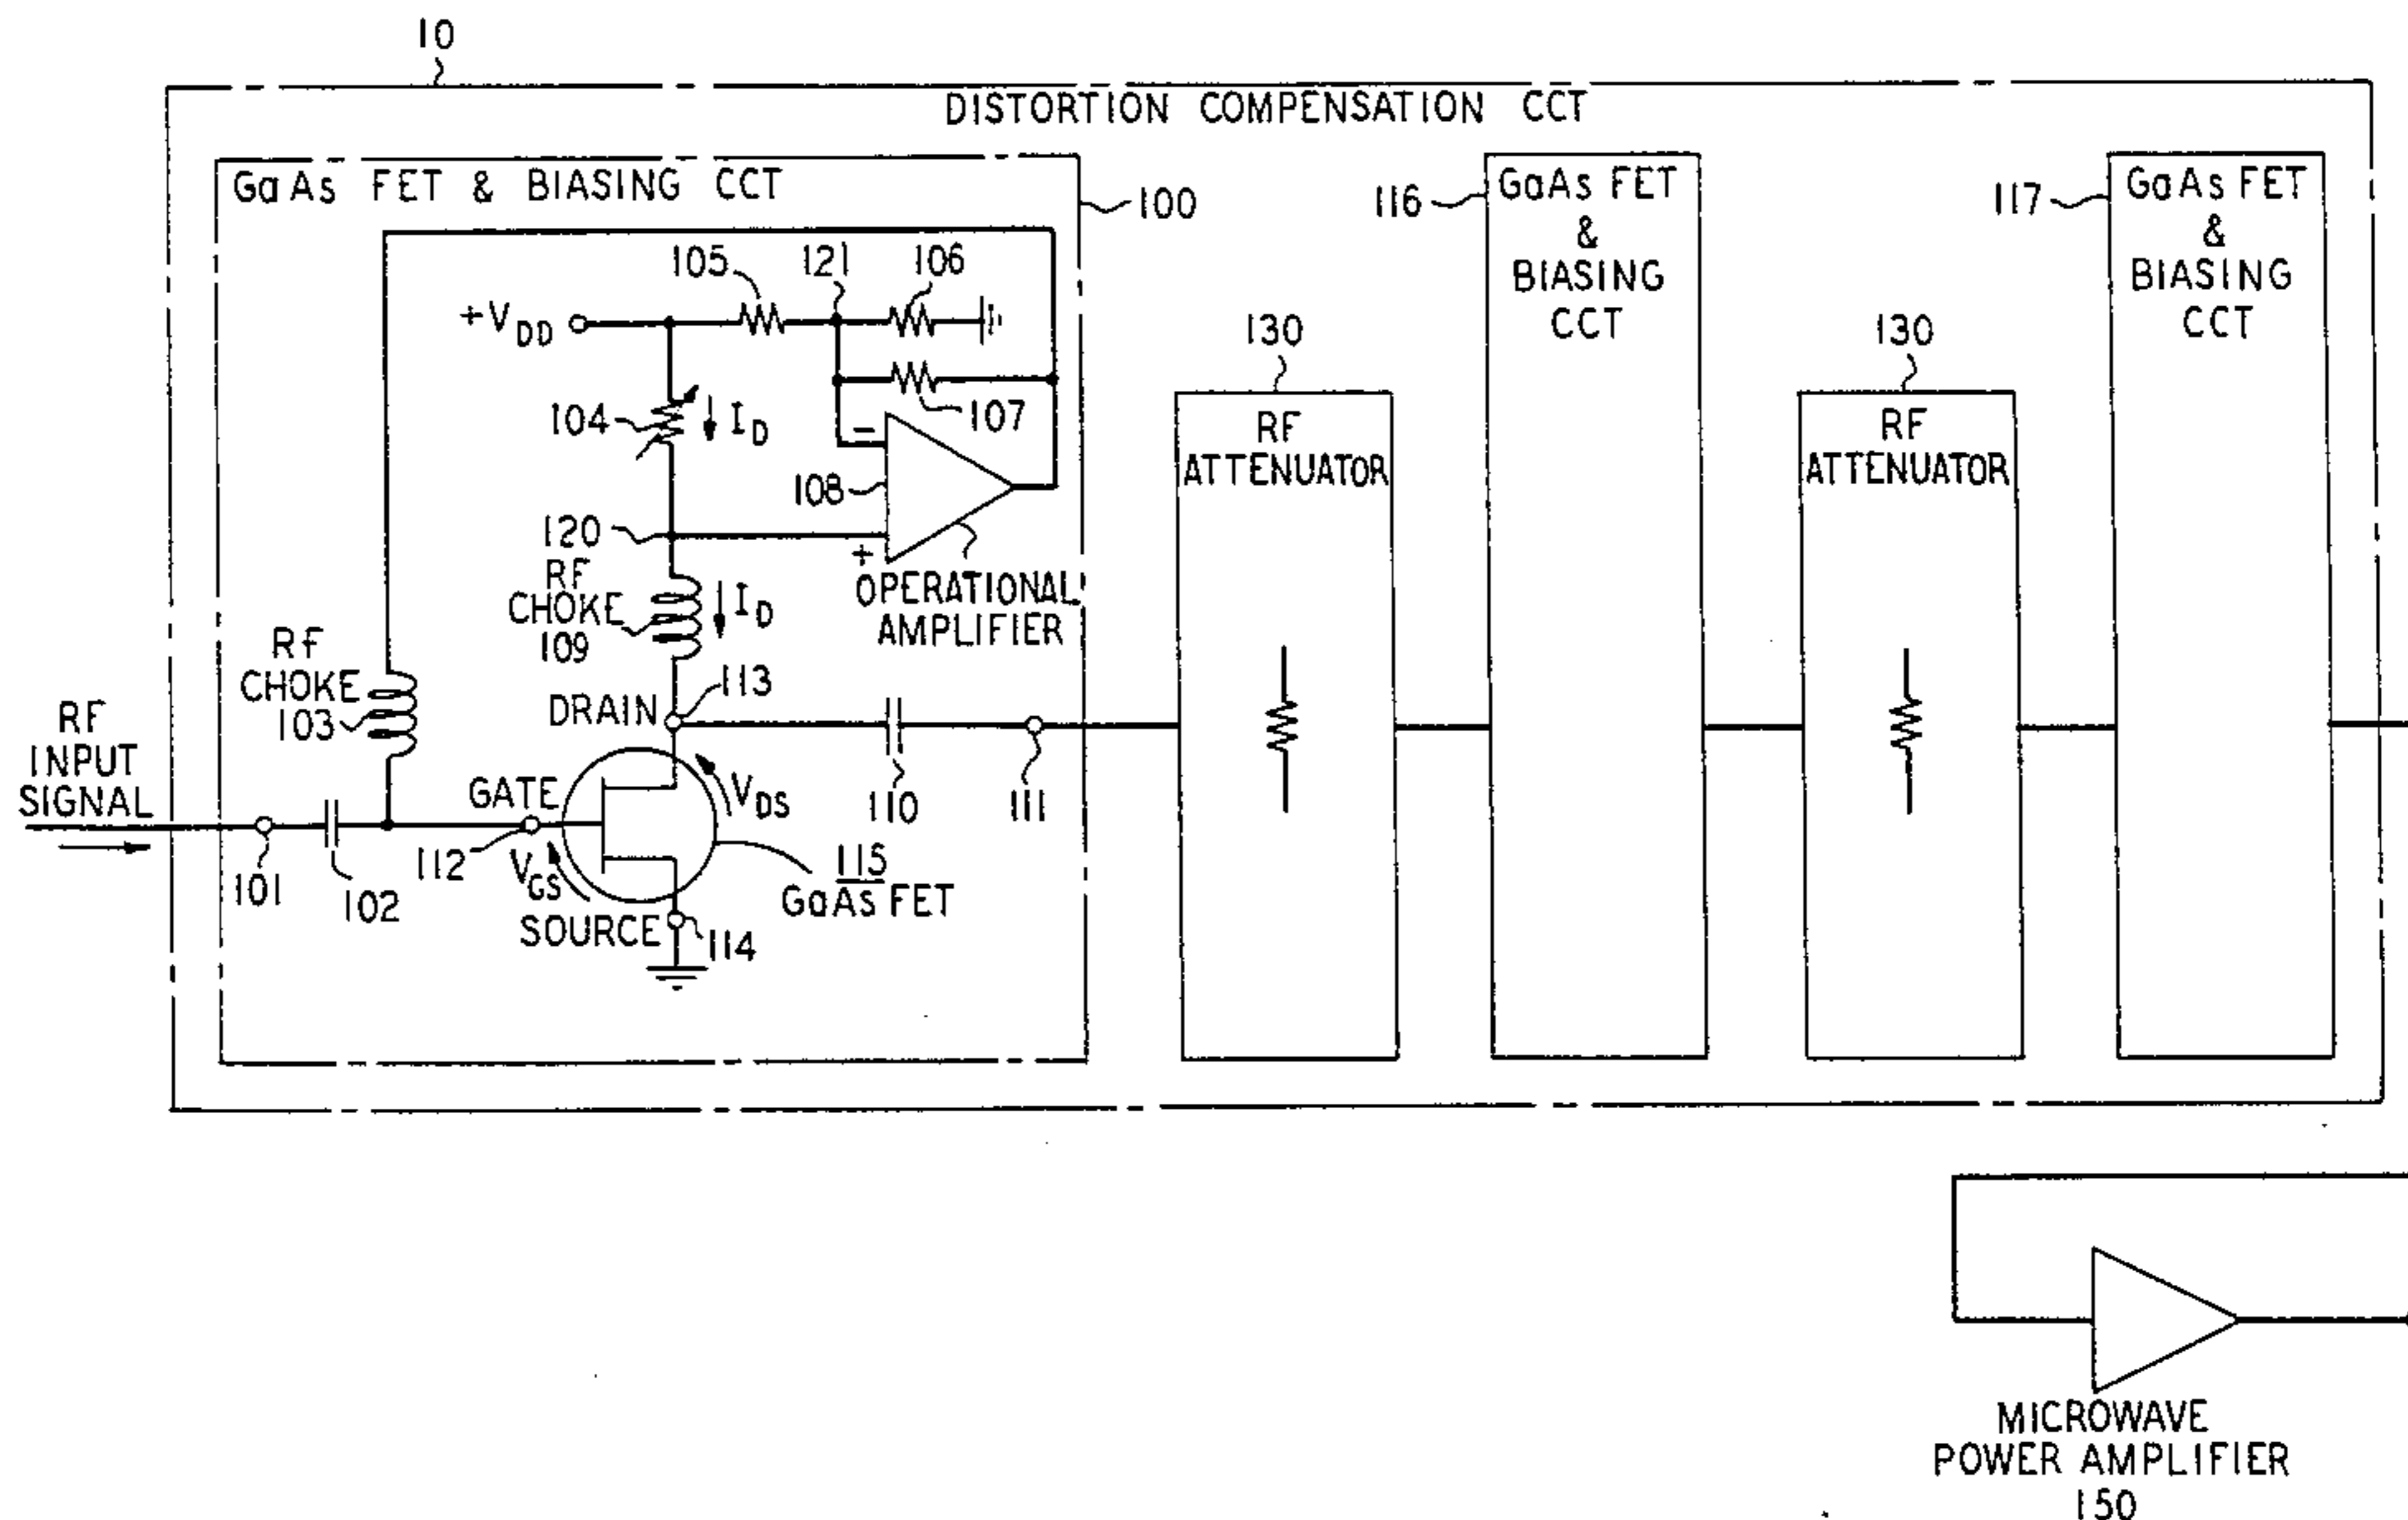 10
DISTORTION COMPENSATION CCT
GaAs FET & BIASING CCT
100
116
GaAs FET
&
BIASING
CCT
117
GaAs FET
&
BIASING
CCT
105
121
106
+VDD
104
ID
107
108
120
OPERATIONAL
AMPLIFIER
RF
CHOKE
109
ID
130
RF
ATTENUATOR
130
RF
ATTENUATOR
RF
CHOKE
103
DRAIN
113
RF
INPUT
SIGNAL
GATE
VDS
110
111
101
102
112
VGS
115
GaAs FET
SOURCE
114
MICROWAVE
POWER AMPLIFIER
150